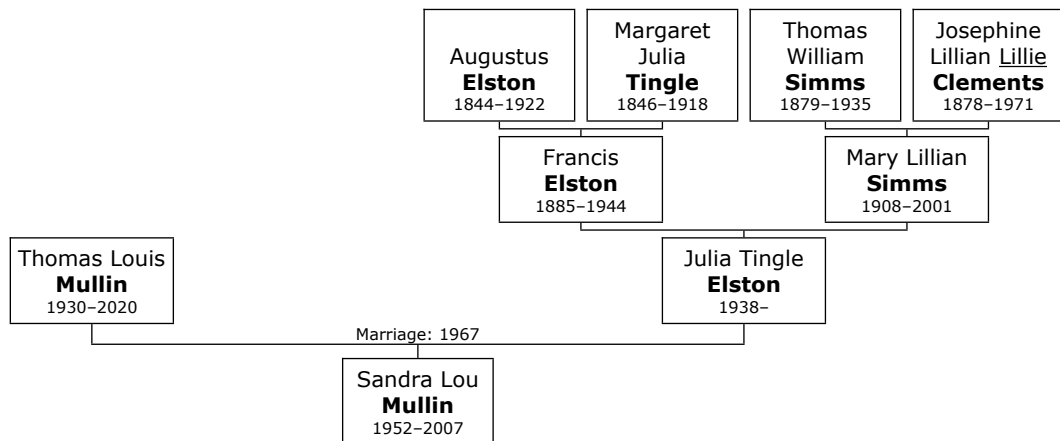 Augustus
Elston
1844–1922
Margaret
Julia
Tingle
1846–1918
Thomas
William
Simms
1879–1935
Josephine
Lillian Lillie
Clements
1878–1971
Francis
Elston
1885–1944
Mary Lillian
Simms
1908–2001
Thomas Louis
Mullin
1930–2020
Julia Tingle
Elston
1938–
Marriage: 1967
Sandra Lou
Mullin
1952–2007